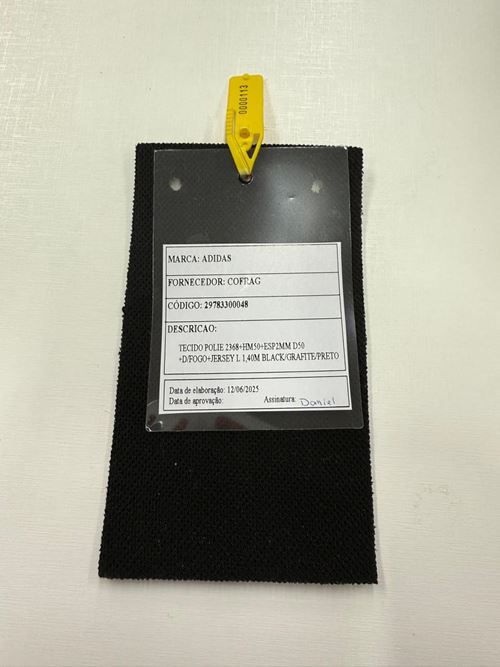 0000113
MARCA: ADIDAS
FORNECEDOR: COFRAG
CÓDIGO: 29783300048
DESCRICAO:
TECIDO POLIE 2368+HM50+ESP2MM D50
+D/FOGO+JERSEY L 1,40M BLACK/GRAFITE/PRETO
Data de elaboração: 12/06/2025
Data de aprovação: Assinatura: Daniel